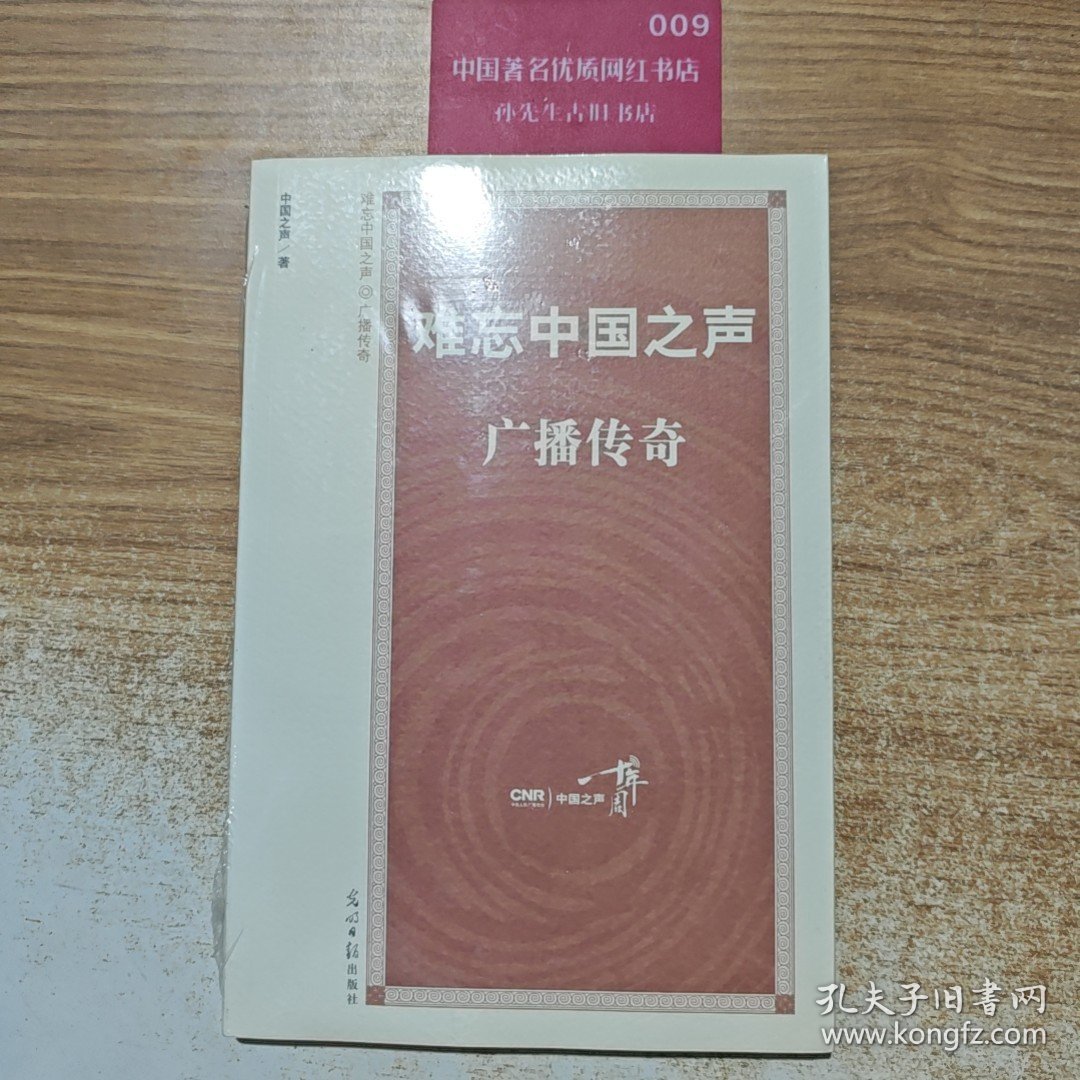 009
中国著名优质网红书店
孙先生古旧书店
中国之声/著
难忘中国之声◎广播传奇
难忘中国之声
广播传奇
CNR
中国之声
十年
一周
光明日报出版社
孔夫子旧书网
www.kongfz.com